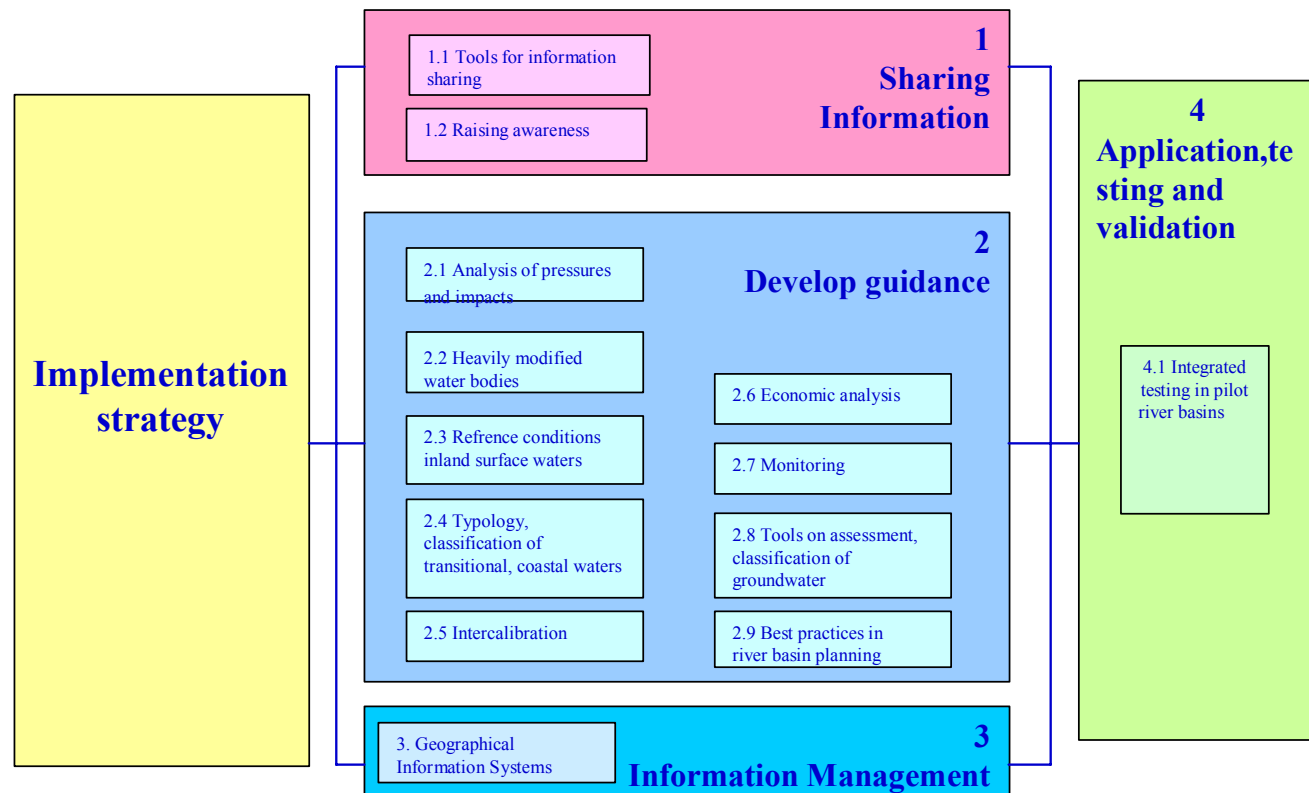 Implementation
strategy
1
Sharing
Information
1.1 Tools for information
sharing
1.2 Raising awareness
2
Develop guidance
2.1 Analysis of pressures
and impacts
2.2 Heavily modified
water bodies
2.3 Refrence conditions
inland surface waters
2.4 Typology,
classification of
transitional, coastal waters
2.5 Intercalibration
2.6 Economic analysis
2.7 Monitoring
2.8 Tools on assessment,
classification of
groundwater
2.9 Best practices in
river basin planning
3
Information Management
3. Geographical
Information Systems
4
Application,te
sting and
validation
4.1 Integrated
testing in pilot
river basins